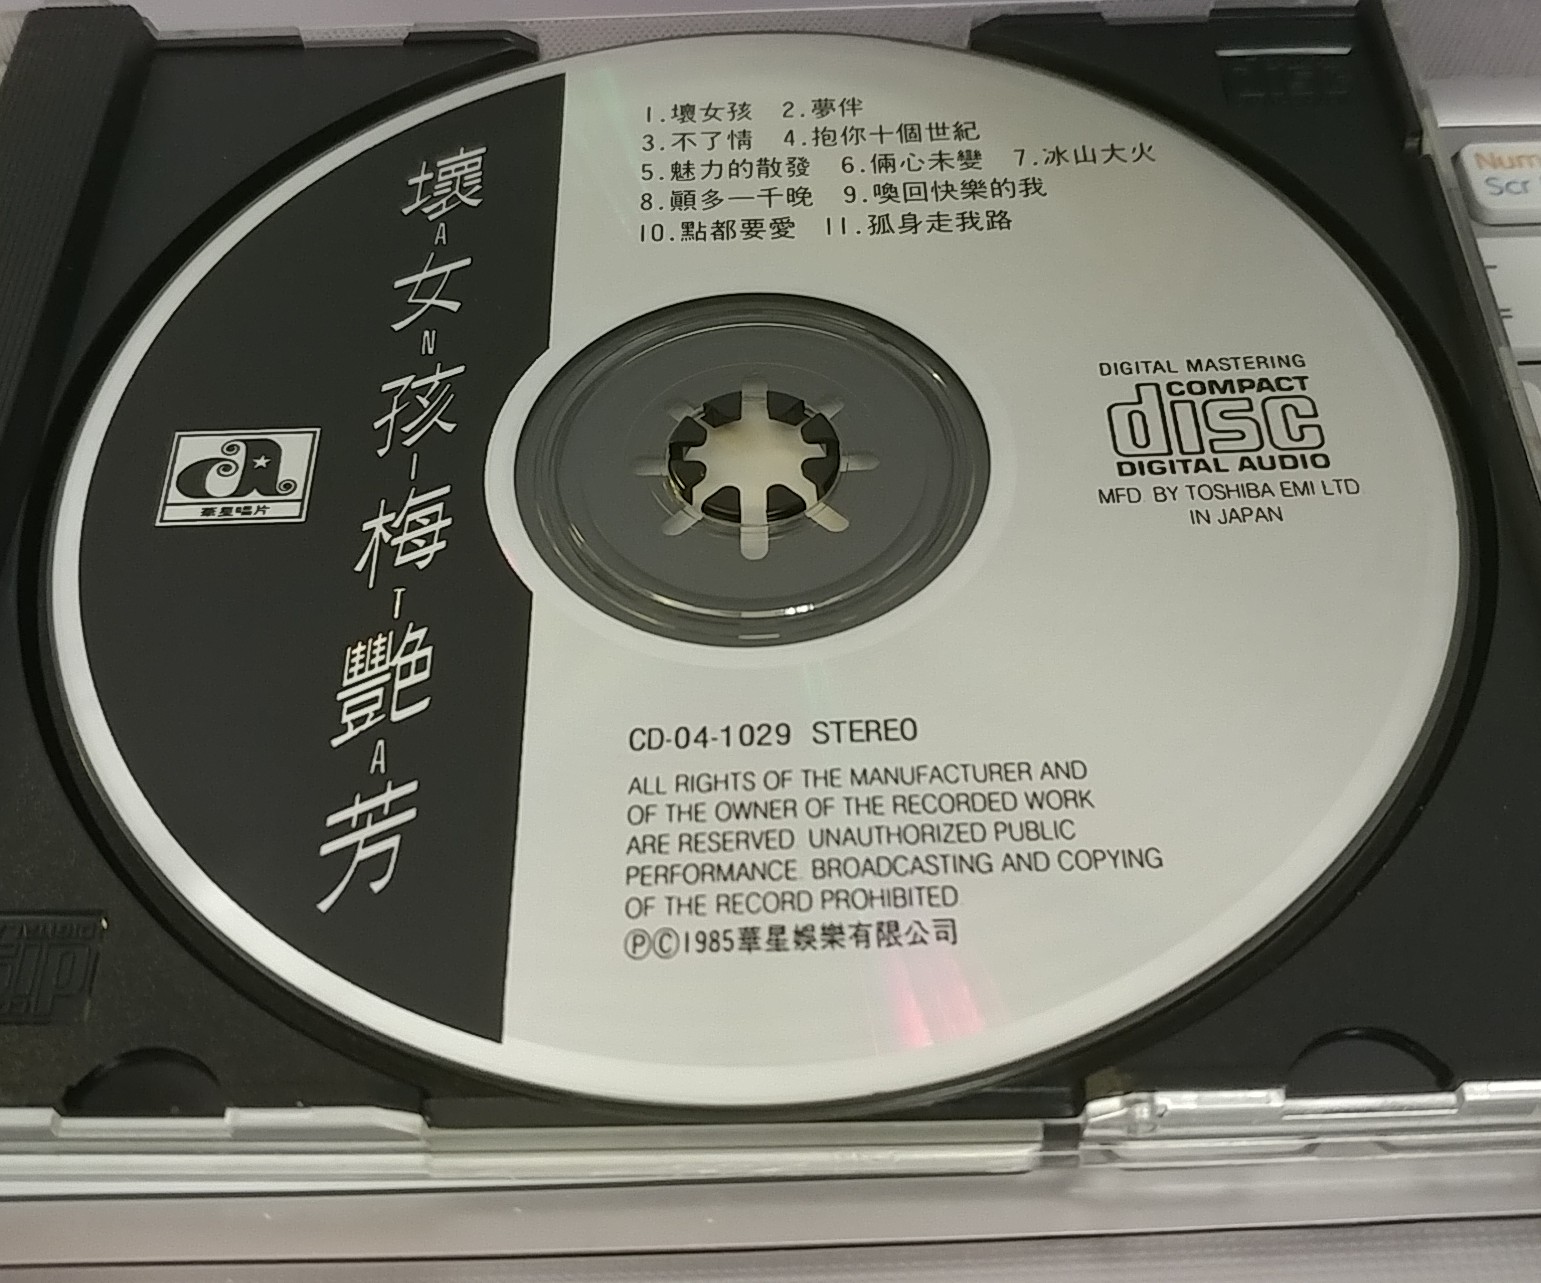 1.壞女孩 2.夢伴
3.不了情 4.抱你十個世紀
5.魅力的散發 6.倆心未變 7.冰山大火
8.顚多一千晚 9.喚回快樂的我
10.點都要愛 11.孤身走我路
壞女孩梅艷芳
A N I T A
華星唱片
DIGITAL MASTERING
COMPACT
disc
DIGITAL AUDIO
MFD. BY TOSHIBA EMI LTD
IN JAPAN
CD-04-1029 STEREO
ALL RIGHTS OF THE MANUFACTURER AND
OF THE OWNER OF THE RECORDED WORK
ARE RESERVED. UNAUTHORIZED PUBLIC
PERFORMANCE. BROADCASTING AND COPYING
OF THE RECORD PROHIBITED.
ⓅⒸ1985華星娛樂有限公司
Num
Scr